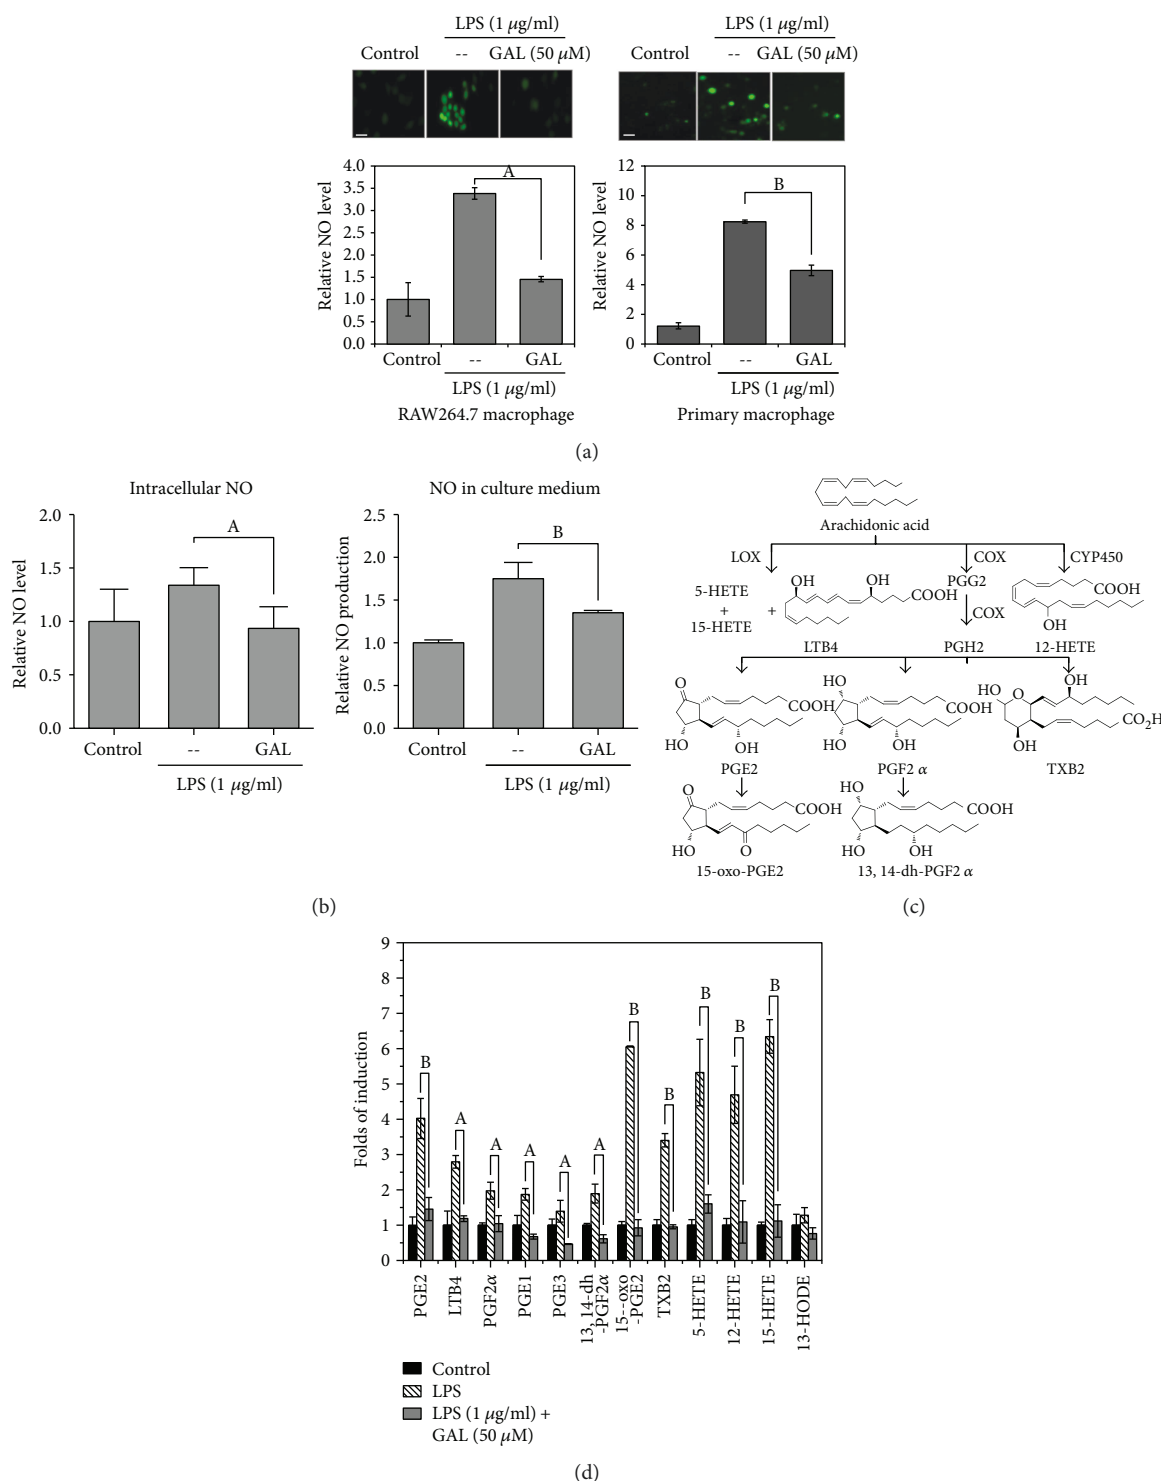 LPS (1 μg/ml)
Control -- GAL (50 μM)
LPS (1 μg/ml)
Control -- GAL (50 μM)
Relative NO level
4.0
3.5
3.0
2.5
2.0
1.5
1.0
0.5
0.0
A
Control -- GAL
LPS (1 μg/ml)
RAW264.7 macrophage
Relative NO level
12
10
8
6
4
2
0
B
Control -- GAL
LPS (1 μg/ml)
Primary macrophage
(a)
Intracellular NO
Relative NO level
2.0
1.5
1.0
0.5
0.0
A
Control -- GAL
LPS (1 μg/ml)
NO in culture medium
Relative NO production
2.5
2.0
1.5
1.0
0.5
0.0
B
Control -- GAL
LPS (1 μg/ml)
(b)
Arachidonic acid
LOX COX CYP450
5-HETE
+
15-HETE
+
OH OH
COOH
LTB4
PGG2
COX
PGH2
COOH
OH
12-HETE
O
COOH
HO OH
PGE2
HO
COOH
HO OH
PGF2 α
OH
HO O
CO₂H
OH
TXB2
O
COOH
HO O
15-oxo-PGE2
HO
COOH
HO OH
13, 14-dh-PGF2 α
(c)
Folds of induction
9
8
7
6
5
4
3
2
1
0
B
A
A
A
A
A
B
B
B
B
B
PGE2
LTB4
PGF2α
PGE1
PGE3
13,14-dh
-PGF2α
15--oxo
-PGE2
TXB2
5-HETE
12-HETE
15-HETE
13-HODE
Control
LPS
LPS (1 μg/ml) +
GAL (50 μM)
(d)